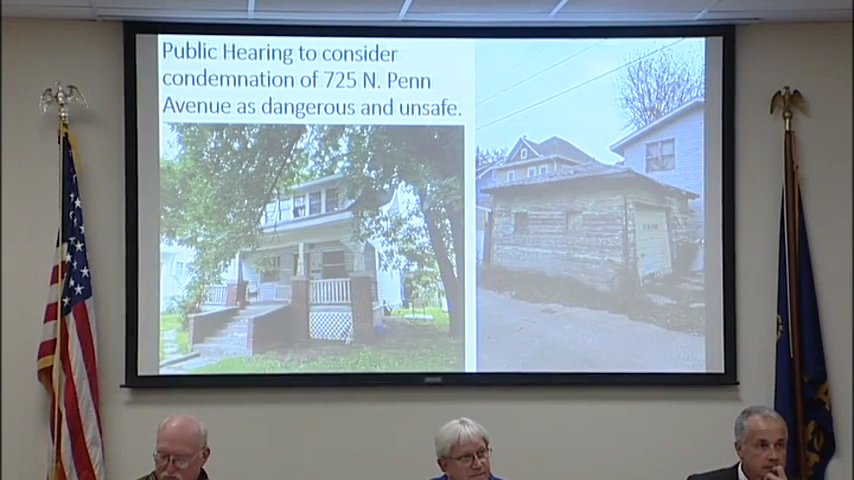 Public Hearing to consider
condemnation of 725 N. Penn
Avenue as dangerous and unsafe.